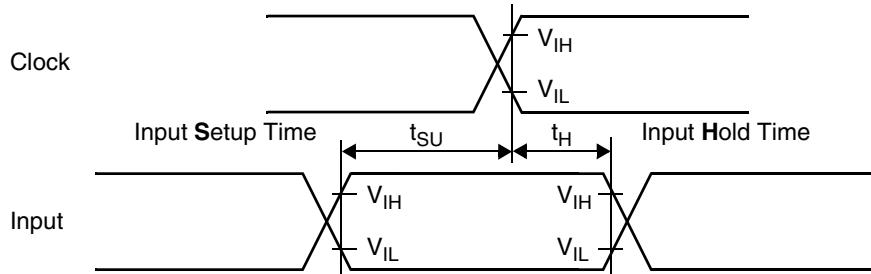 Clock
V_IH
V_IL
Input Setup Time
t_SU
t_H
Input Hold Time
Input
V_IH
V_IH
V_IL
V_IL